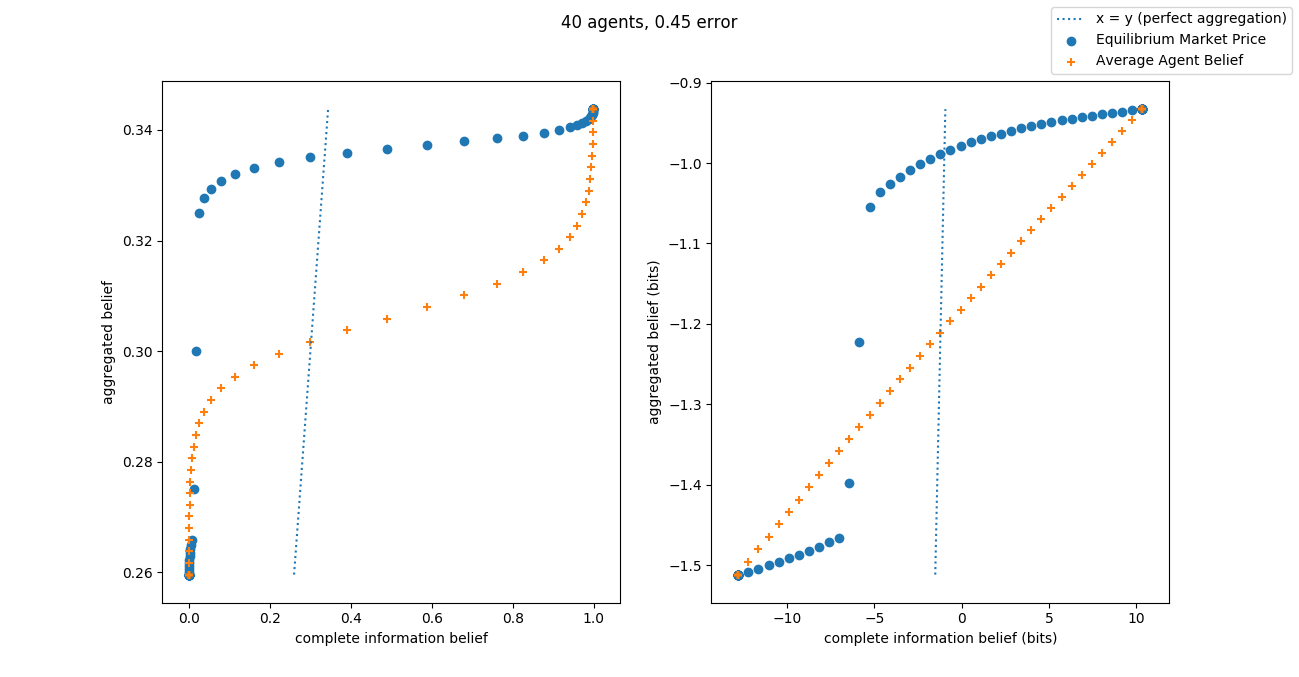 40 agents, 0.45 error
x = y (perfect aggregation)
Equilibrium Market Price
Average Agent Belief
aggregated belief
0.34
0.32
0.30
0.28
0.26
0.0 0.2 0.4 0.6 0.8 1.0
complete information belief
aggregated belief (bits)
−0.9
−1.0
−1.1
−1.2
−1.3
−1.4
−1.5
−10 −5 0 5 10
complete information belief (bits)